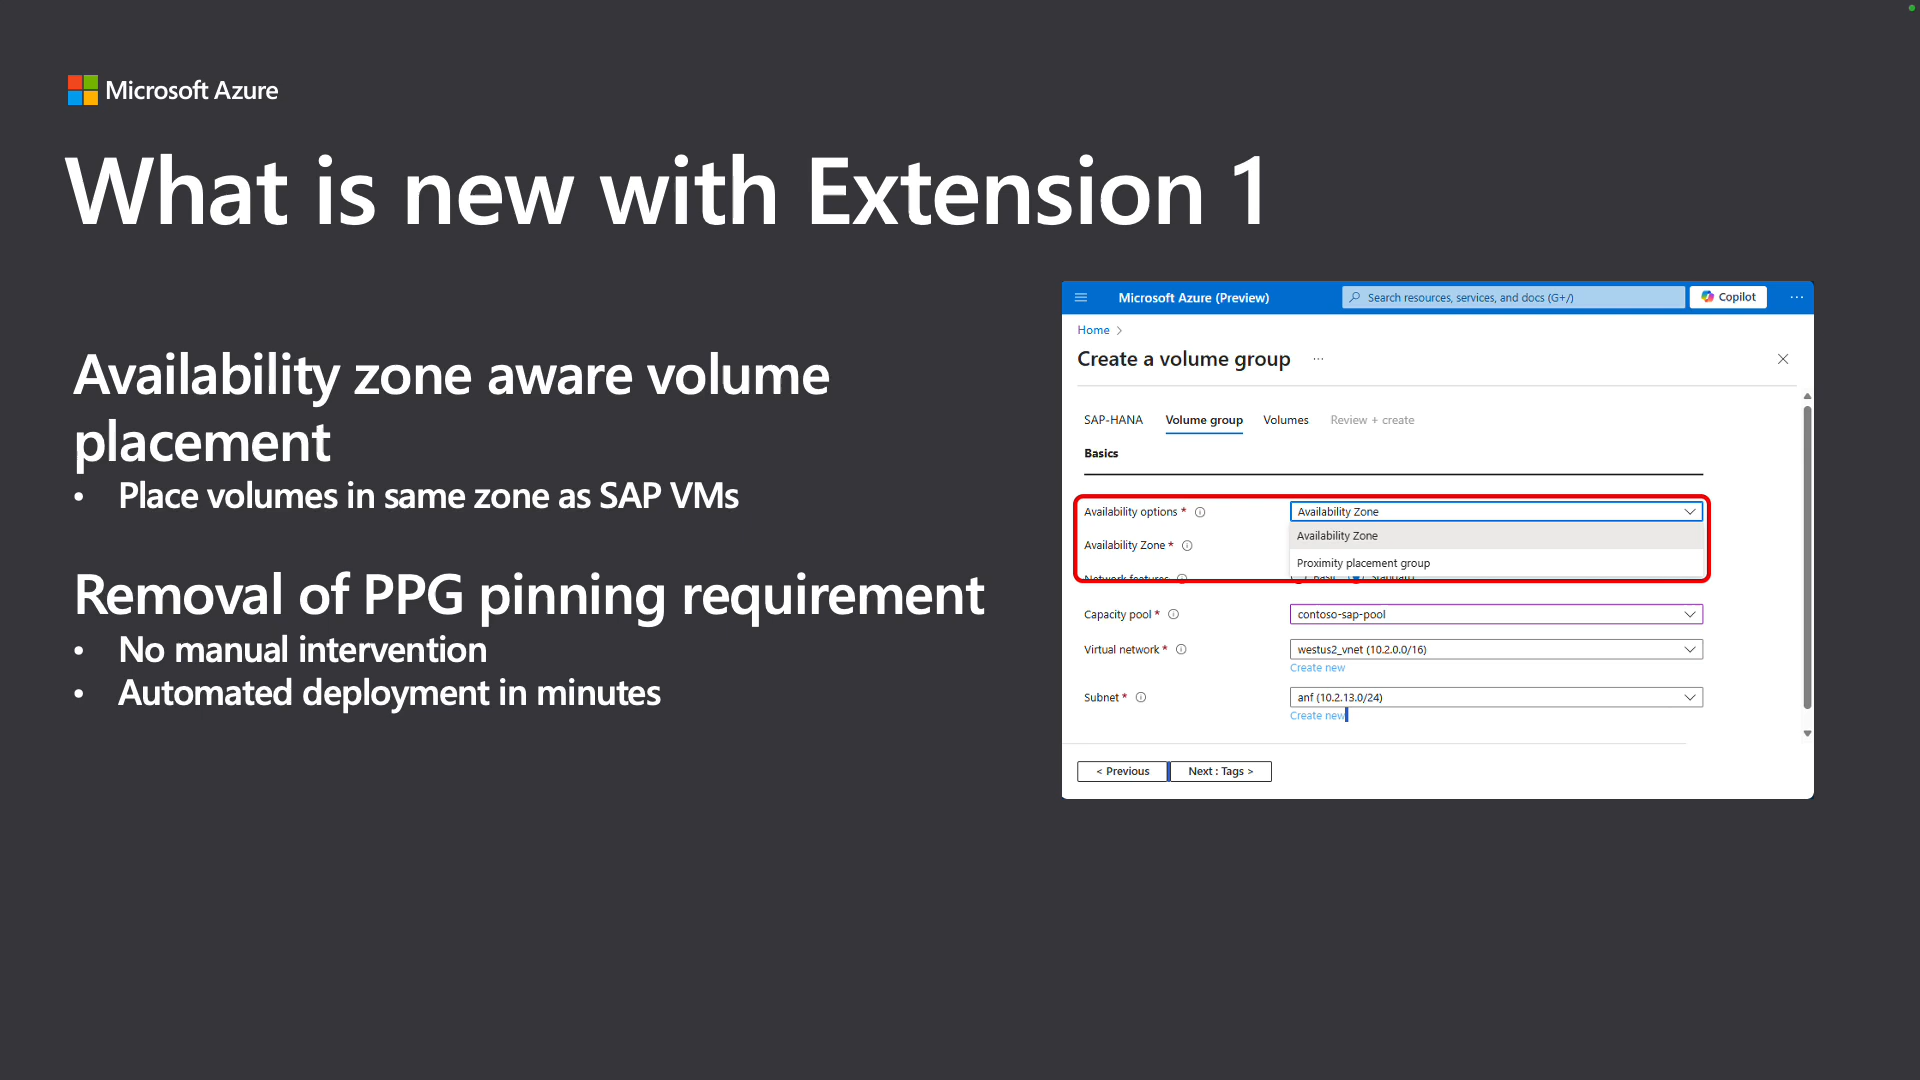 Microsoft Azure
What is new with Extension 1
Availability zone aware volume
placement
• Place volumes in same zone as SAP VMs
Removal of PPG pinning requirement
• No manual intervention
• Automated deployment in minutes
Microsoft Azure (Preview)
Search resources, services, and docs (G+/)
Copilot
Home >
Create a volume group ...
SAP-HANA Volume group Volumes Review + create
Basics
Availability options * Availability Zone
Availability Zone
Availability Zone *
Proximity placement group
Network features Basic Standard
Capacity pool * contoso-sap-pool
Virtual network * westus2_vnet (10.2.0.0/16)
Create new
Subnet * anf (10.2.13.0/24)
Create new
< Previous Next : Tags >